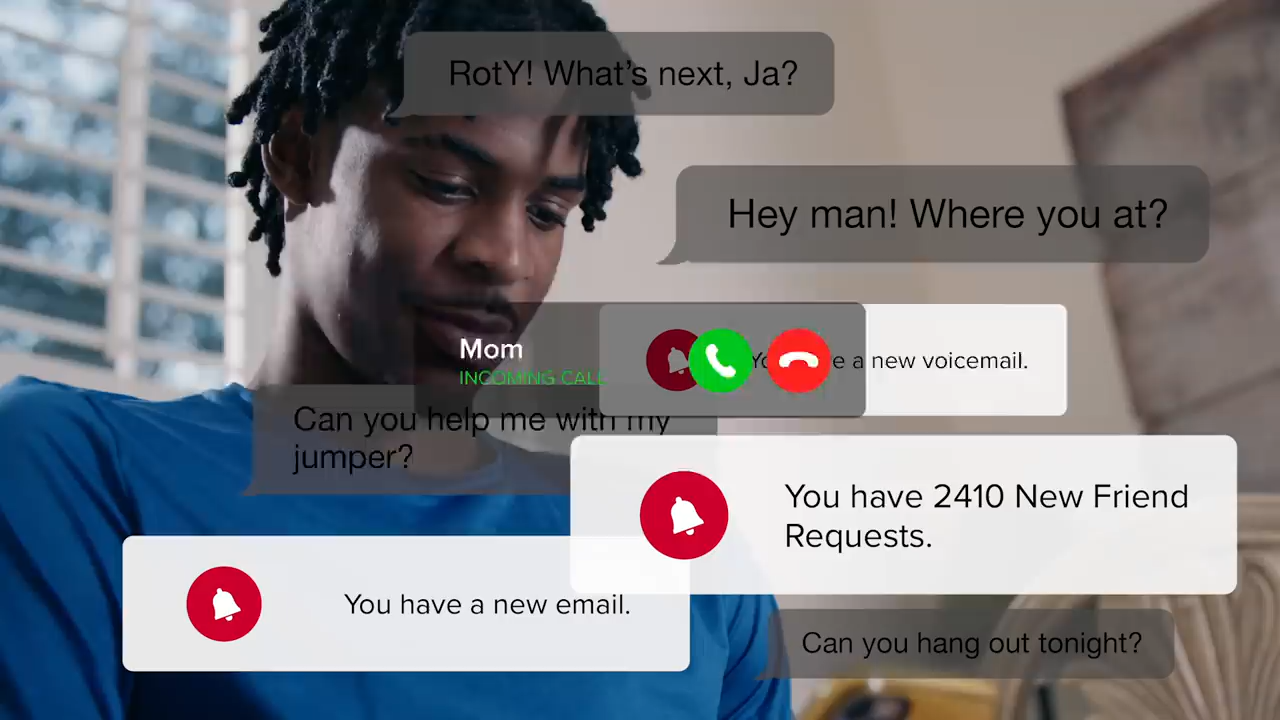 RotY! What's next, Ja?
Hey man! Where you at?
Mom
INCOMING CALL
a new voicemail.
Can you help me with my
jumper?
You have 2410 New Friend
Requests.
You have a new email.
Can you hang out tonight?